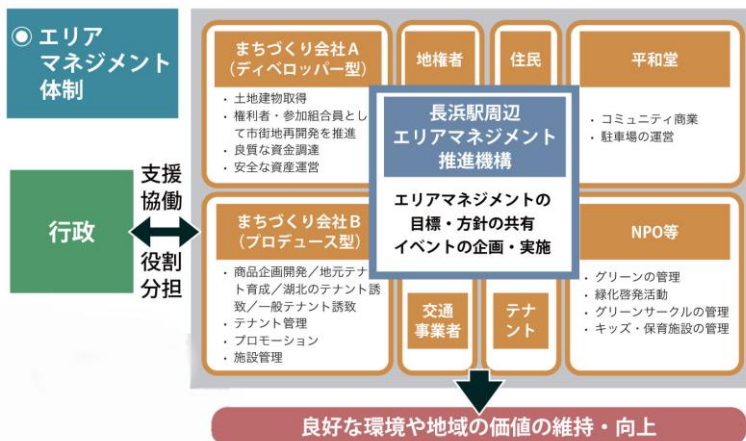 ◉ エリア
マネジメント
体制
行政
支援
協働
役割
分担
まちづくり会社A
（ディベロッパー型）
・土地建物取得
・権利者・参加組合員とし
て市街地再開発を推進
・良質な資金調達
・安全な資産運営
地権者
住民
平和堂
・コミュニティ商業
・駐車場の運営
長浜駅周辺
エリアマネジメント
推進機構
エリアマネジメントの
目標・方針の共有
イベントの企画・実施
まちづくり会社B
（プロデュース型）
・商品企画開発／地元テナン
ト育成／湖北のテナント誘
致／一般テナント誘致
・テナント管理
・プロモーション
・施設管理
交通
事業者
テナ
ント
NPO等
・グリーンの管理
・緑化啓発活動
・グリーンサークルの管理
・キッズ・保育施設の管理
良好な環境や地域の価値の維持・向上